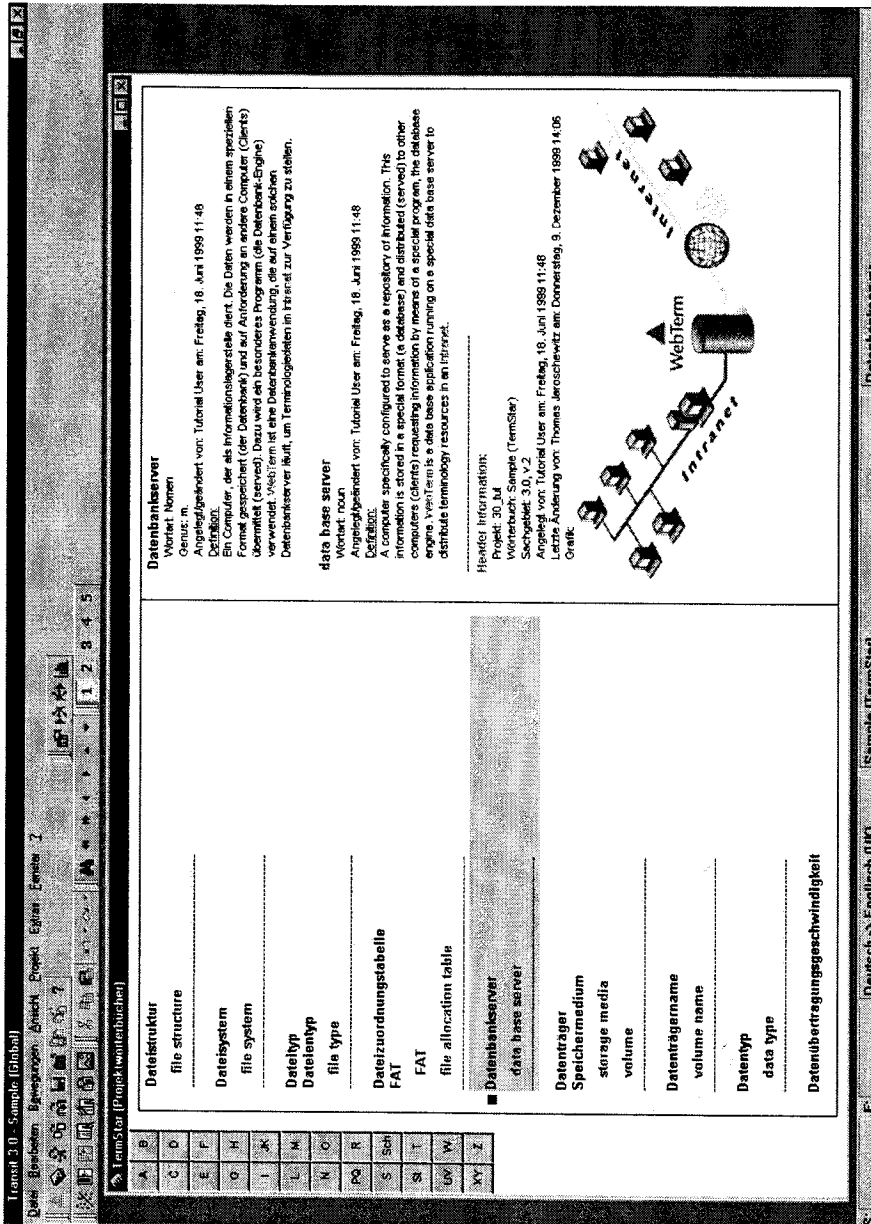 Transit 3.0 - Sample (Global)
Datei Bearbeiten Bewegungen Ansicht Projekt Extras Fenster ?
1 2 3 4 5
TermStar [Projektwörterbücher]
A B
C D
E F
G H
I JK
L M
N O
PQ R
S Sch
St T
UV W
XY Z
Dateistruktur
file structure
Dateisystem
file system
Dateityp
Dateientyp
file type
Dateizuordnungstabelle
FAT
FAT
file allocation table
Datenbankserver
data base server
Datenträger
Speichermedium
storage media
volume
Datenträgername
volume name
Datentyp
data type
Datenübertragungsgeschwindigkeit
Datenbankserver
Wortart: Nomen
Genus: m.
Angelegt/geändert von: Tutorial User am: Freitag, 18. Juni 1999 11:48
Definition:
Ein Computer, der als Informationslagerstelle dient. Die Daten werden in einem speziellen
Format gespeichert (der Datenbank) und auf Anforderung an andere Computer (Clients)
übermittelt (served). Dazu wird ein besonderes Programm (die Datenbank-Engine)
verwendet. WebTerm ist eine Datenbankanwendung, die auf einem solchen
Datenbankserver läuft, um Terminologiedaten im Intranet zur Verfügung zu stellen.
data base server
Wortart: noun
Angelegt/geändert von: Tutorial User am: Freitag, 18. Juni 1999 11:48
Definition:
A computer specifically configured to serve as a repository of information. This
information is stored in a special format (a database) and distributed (served) to other
computers (clients) requesting information by means of a special program, the database
engine. WebTerm is a data base application running on a special data base server to
distribute terminology resources in an Intranet.
Header Information:
Projekt: 30_tut
Wörterbuch: Sample (TermStar)
Sachgebiet: 3.0, v.2
Angelegt von: Tutorial User am: Freitag, 18. Juni 1999 11:48
Letzte Änderung von: Thomas Jaroschewitz am: Donnerstag, 9. Dezember 1999 14:06
Grafik:
WebTerm
Intranet
Internet
Deutsch -> Englisch (UK)
Sample (TermStar)
Datenbankserver